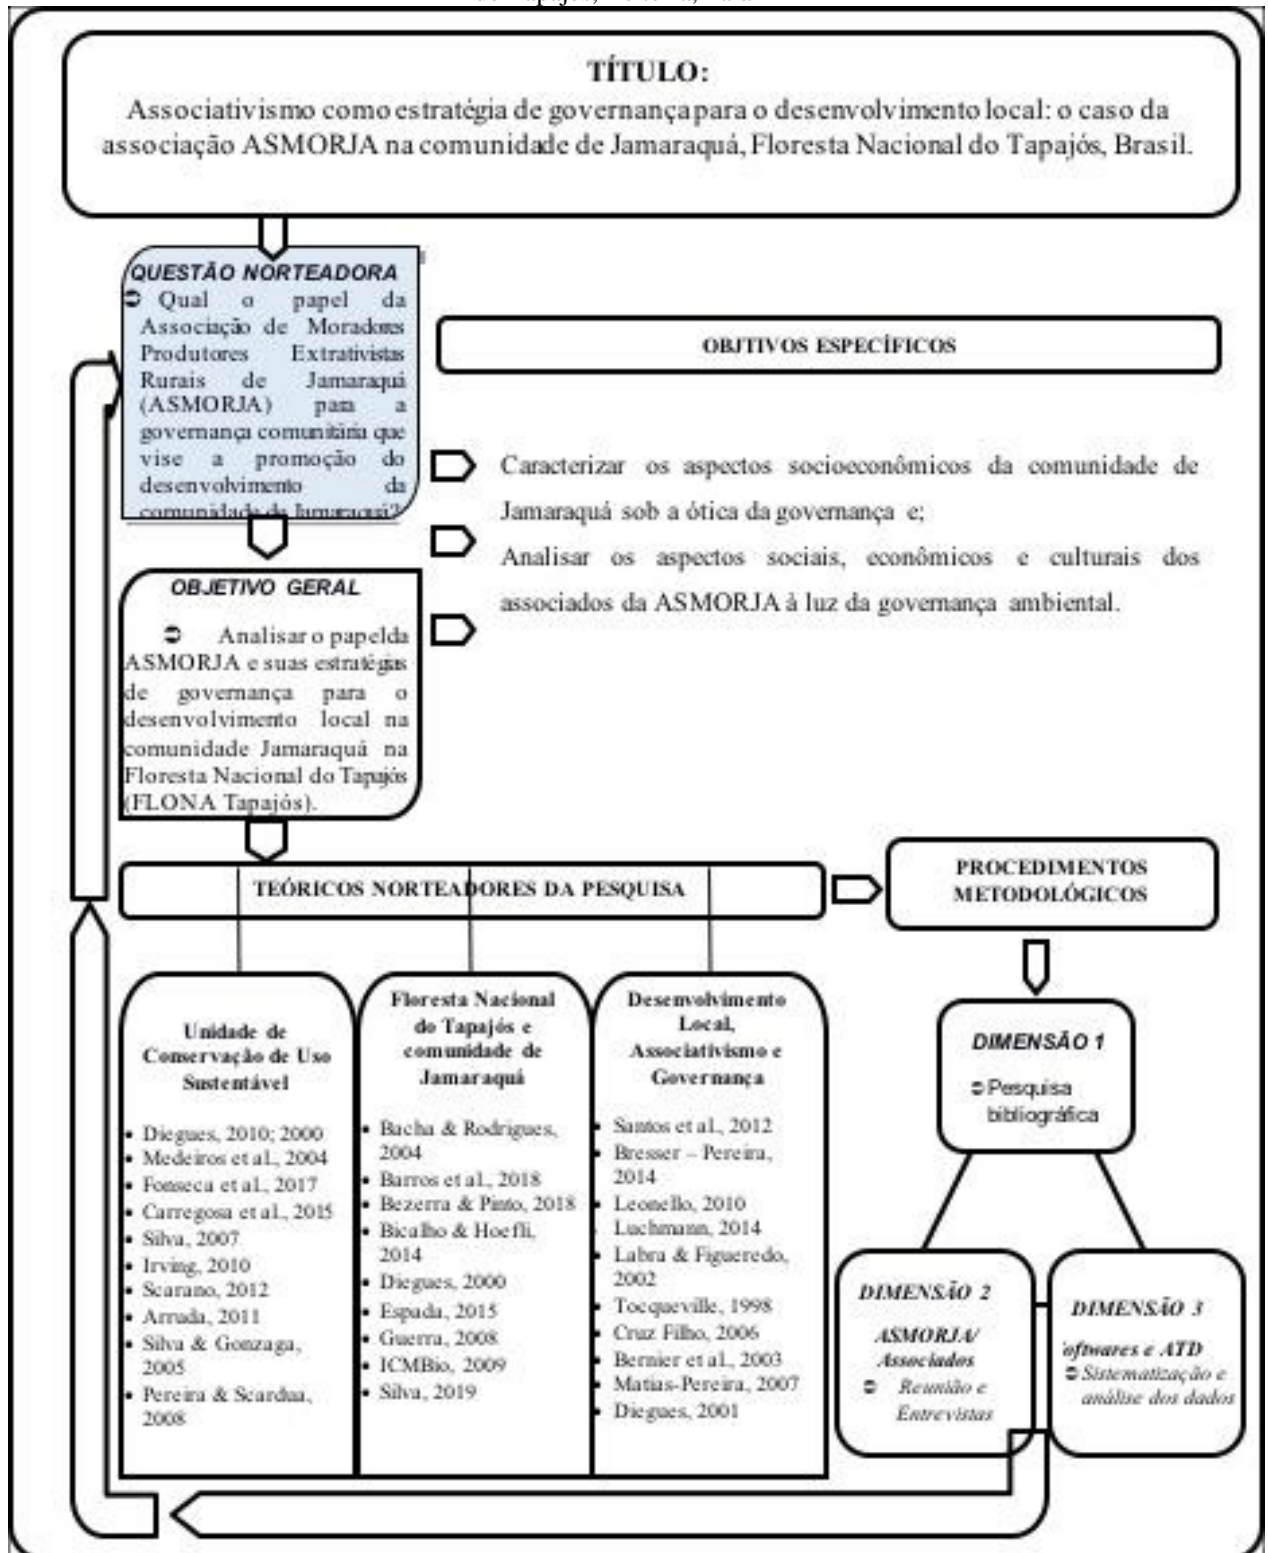 TÍTULO:
Associativismo como estratégia de governança para o desenvolvimento local: o caso da
associação ASMORJA na comunidade de Jamaraquá, Floresta Nacional do Tapajós, Brasil.
QUESTÃO NORTEADORA
➲ Qual o papel da
Associação de Moradores
Produtores Extrativistas
Rurais de Jamaraquá
(ASMORJA) para a
governança comunitária que
vise a promoção do
desenvolvimento da
comunidade de Jamaraquá?
OBJETIVO GERAL
➲ Analisar o papel da
ASMORJA e suas estratégias
de governança para o
desenvolvimento local na
comunidade Jamaraquá na
Floresta Nacional do Tapajós
(FLONA Tapajós).
OBJTIVOS ESPECÍFICOS
Caracterizar os aspectos socioeconômicos da comunidade de
Jamaraquá sob a ótica da governança e;
Analisar os aspectos sociais, econômicos e culturais dos
associados da ASMORJA à luz da governança ambiental.
TEÓRICOS NORTEADORES DA PESQUISA
Unidade de
Conservação de Uso
Sustentável
• Diegues, 2010; 2000
• Medeiros et al., 2004
• Fonseca et al., 2017
• Carregosa et al., 2015
• Silva, 2007
• Irving, 2010
• Scarano, 2012
• Arruda, 2011
• Silva & Gonzaga,
2005
• Pereira & Scardua,
2008
Floresta Nacional
do Tapajós e
comunidade de
Jamaraquá
• Bacha & Rodrigues,
2004
• Barros et al., 2018
• Bezerra & Pinto, 2018
• Bicalho & Hoefli,
2014
• Diegues, 2000
• Espada, 2015
• Guerra, 2008
• ICMBio, 2009
• Silva, 2019
Desenvolvimento
Local,
Associativismo e
Governança
• Santos et al., 2012
• Bresser – Pereira,
2014
• Leonello, 2010
• Luchmann, 2014
• Labra & Figueredo,
2002
• Tocqueville, 1998
• Cruz Filho, 2006
• Bernier et al., 2003
• Matias-Pereira, 2007
• Diegues, 2001
PROCEDIMENTOS
METODOLÓGICOS
DIMENSÃO 1
➲ Pesquisa
bibliográfica
DIMENSÃO 2
ASMORJA/
Associados
➲ Reunião e
Entrevistas
DIMENSÃO 3
oftwares e ATD
➲ Sistematização e
análise dos dados